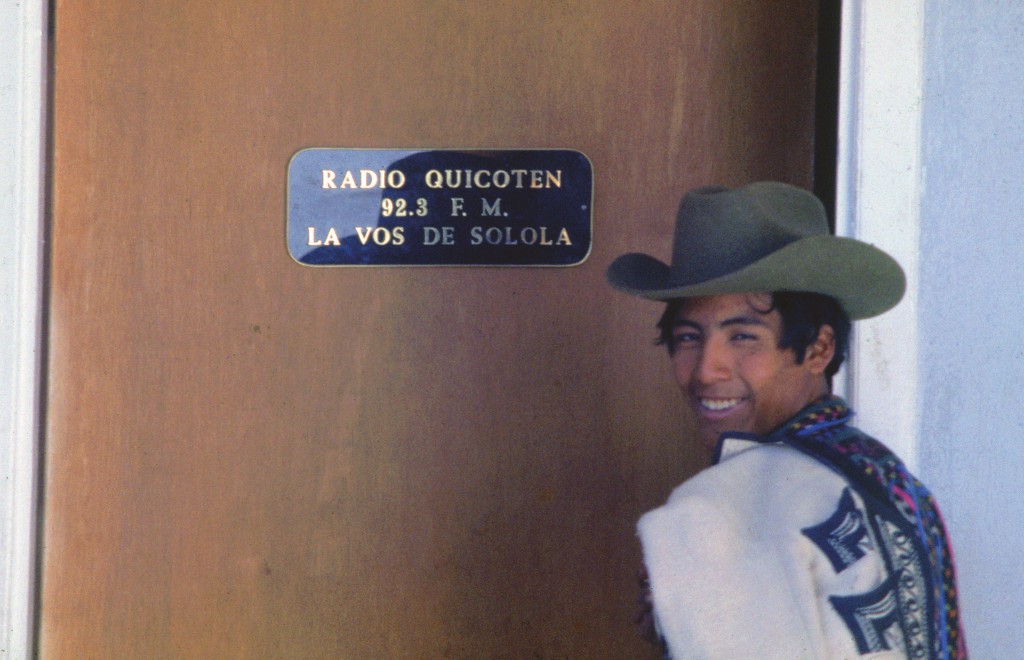 RADIO QUICOTEN
92.3 F. M.
LA VOS DE SOLOLA